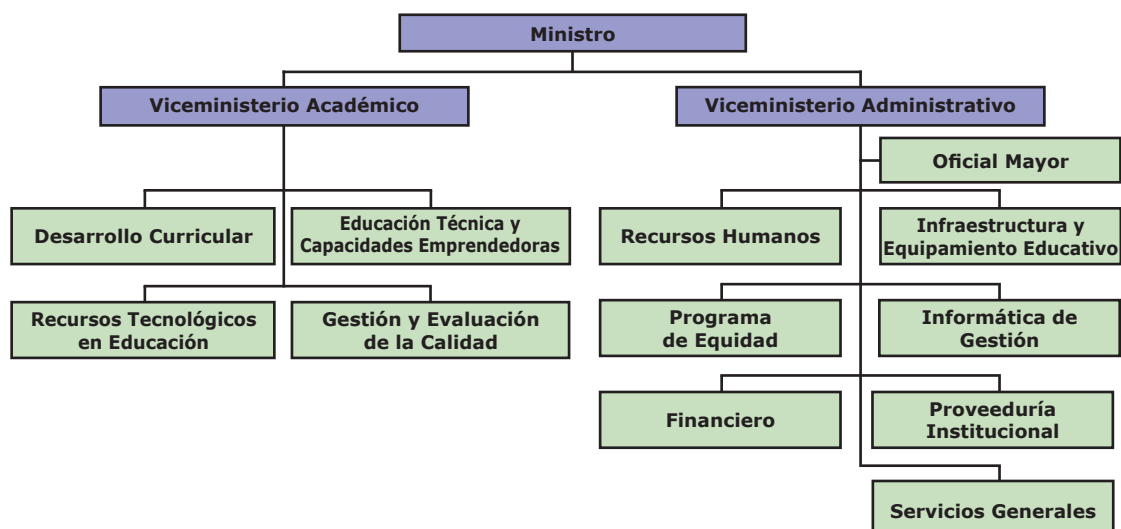 Ministro
Viceministerio Académico
Viceministerio Administrativo
Oficial Mayor
Desarrollo Curricular
Educación Técnica y
Capacidades Emprendedoras
Recursos Humanos
Infraestructura y
Equipamiento Educativo
Recursos Tecnológicos
en Educación
Gestión y Evaluación
de la Calidad
Programa
de Equidad
Informática de
Gestión
Financiero
Proveeduría
Institucional
Servicios Generales